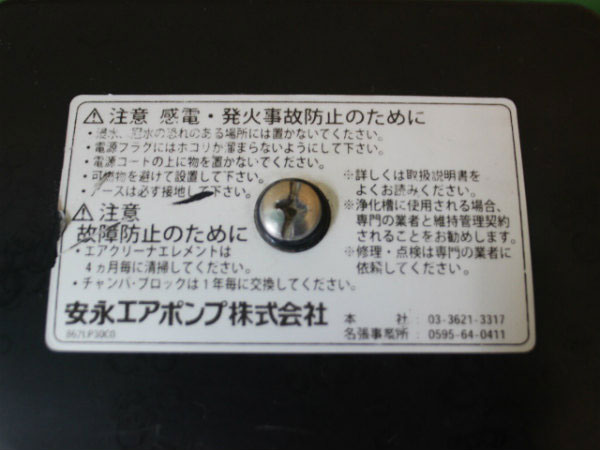 ⚠注意 感電・発火事故防止のために
・浸水、冠水の恐れのある場所には置かないでください。
・電源プラグにはホコリが溜まらないようにして下さい。
・電源コードの上に物を置かないでください。
・可燃物を避けて設置して下さい。
・アースは必ず接地して下さい。
⚠注意
故障防止のために
・エアクリーナエレメントは
4ヵ月毎に清掃してください。
・チャンバ・ブロックは1年毎に交換してください。
※詳しくは取扱説明書を
よくお読みください。
※浄化槽に使用される場合、
専門の業者と維持管理契約
されることをお勧めします。
※修理・点検は専門の業者に
依頼してください。
安永エアポンプ株式会社
本 社 : 03-3621-3317
名張事業所 : 0595-64-0411